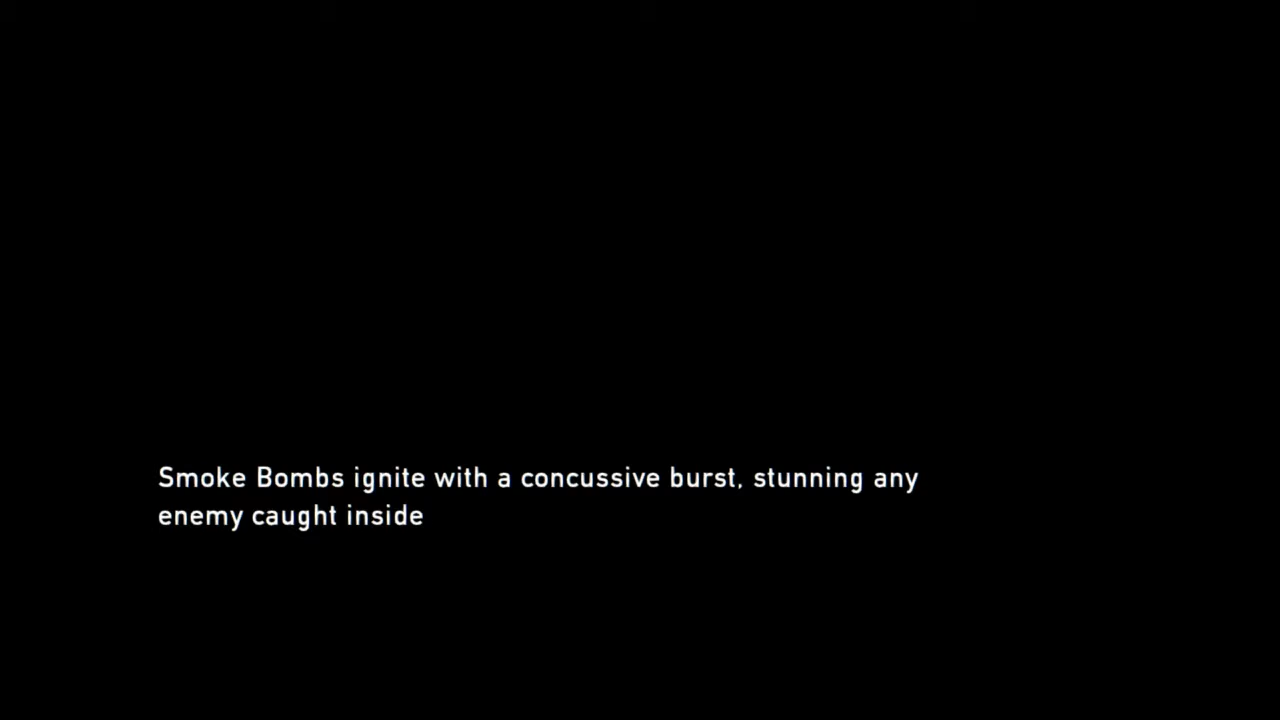 Smoke Bombs ignite with a concussive burst, stunning any
enemy caught inside